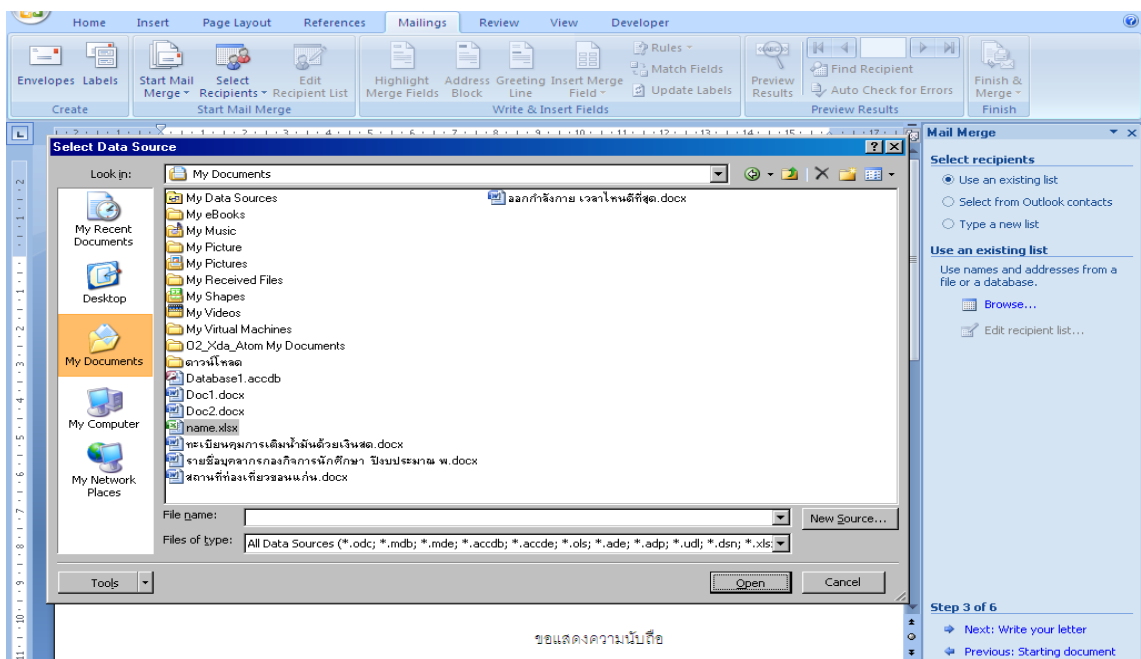 Home Insert Page Layout References Mailings Review View Developer
Envelopes Labels Start Mail Merge Select Recipients Edit Recipient List Highlight Merge Fields Address Block Greeting Line Insert Merge Field Rules Match Fields Update Labels Preview Results Find Recipient Auto Check for Errors Finish & Merge
Create Start Mail Merge Write & Insert Fields Preview Results Finish
Select Data Source
Look in: My Documents
My Recent Documents
Desktop
My Documents
My Computer
My Network Places
My Data Sources
My eBooks
My Music
My Picture
My Pictures
My Received Files
My Shapes
My Videos
My Virtual Machines
02_Xda_Atom My Documents
ดาวน์โหลด
Database1.accdb
Doc1.docx
Doc2.docx
name.xlsx
ทะเบียนคุมการเติมน้ำมันด้วยเงินสด.docx
รายชื่อบุคลากรกองกิจการนักศึกษา ปีงบประมาณ พ.docx
สถานที่ท่องเที่ยวขอนแก่น.docx
ออกกำลังกาย เวลาไหนดีที่สุด.docx
File name:
New Source...
Files of type: All Data Sources (*.odc; *.mdb; *.mde; *.accdb; *.accde; *.ols; *.ade; *.adp; *.udl; *.dsn; *.xls;
Tools Open Cancel
ขอแสดงความนับถือ
Mail Merge
Select recipients
Use an existing list
Select from Outlook contacts
Type a new list
Use an existing list
Use names and addresses from a
file or a database.
Browse...
Edit recipient list...
Step 3 of 6
Next: Write your letter
Previous: Starting document